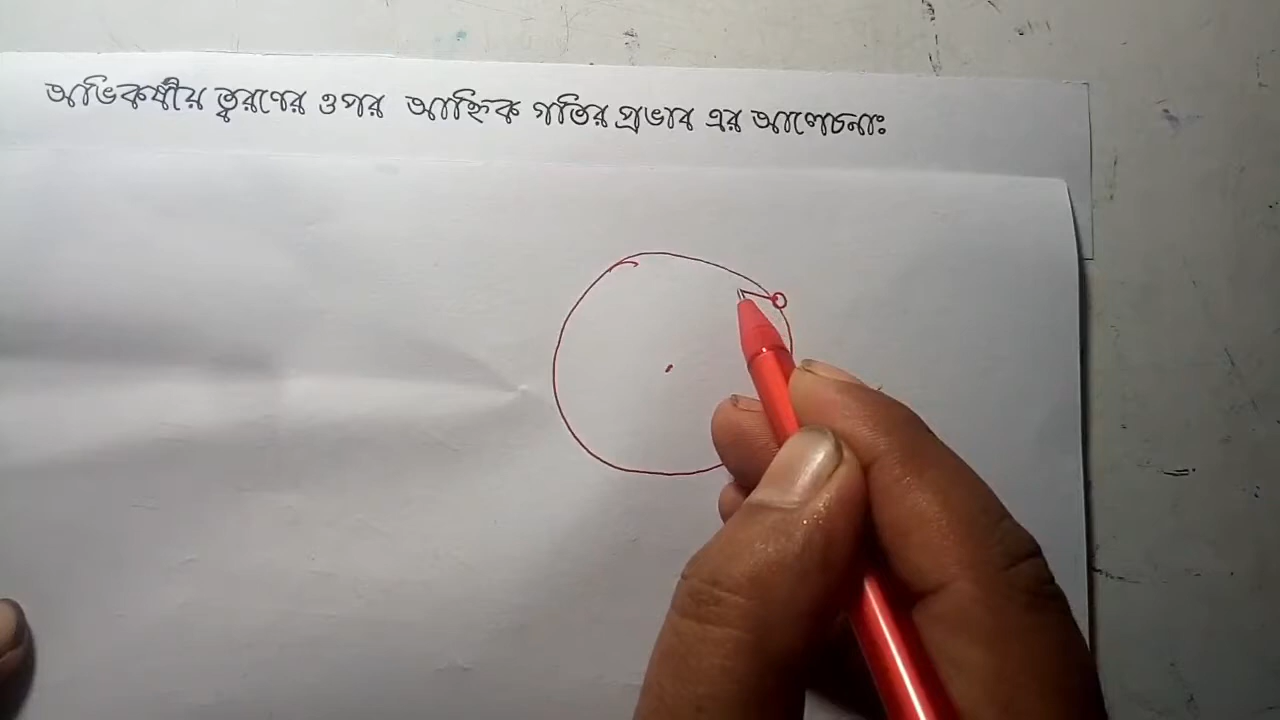 অভিকর্ষীয় ত্বরণের ওপর আহ্নিক গতির প্রভাব এর আলোচনাঃ